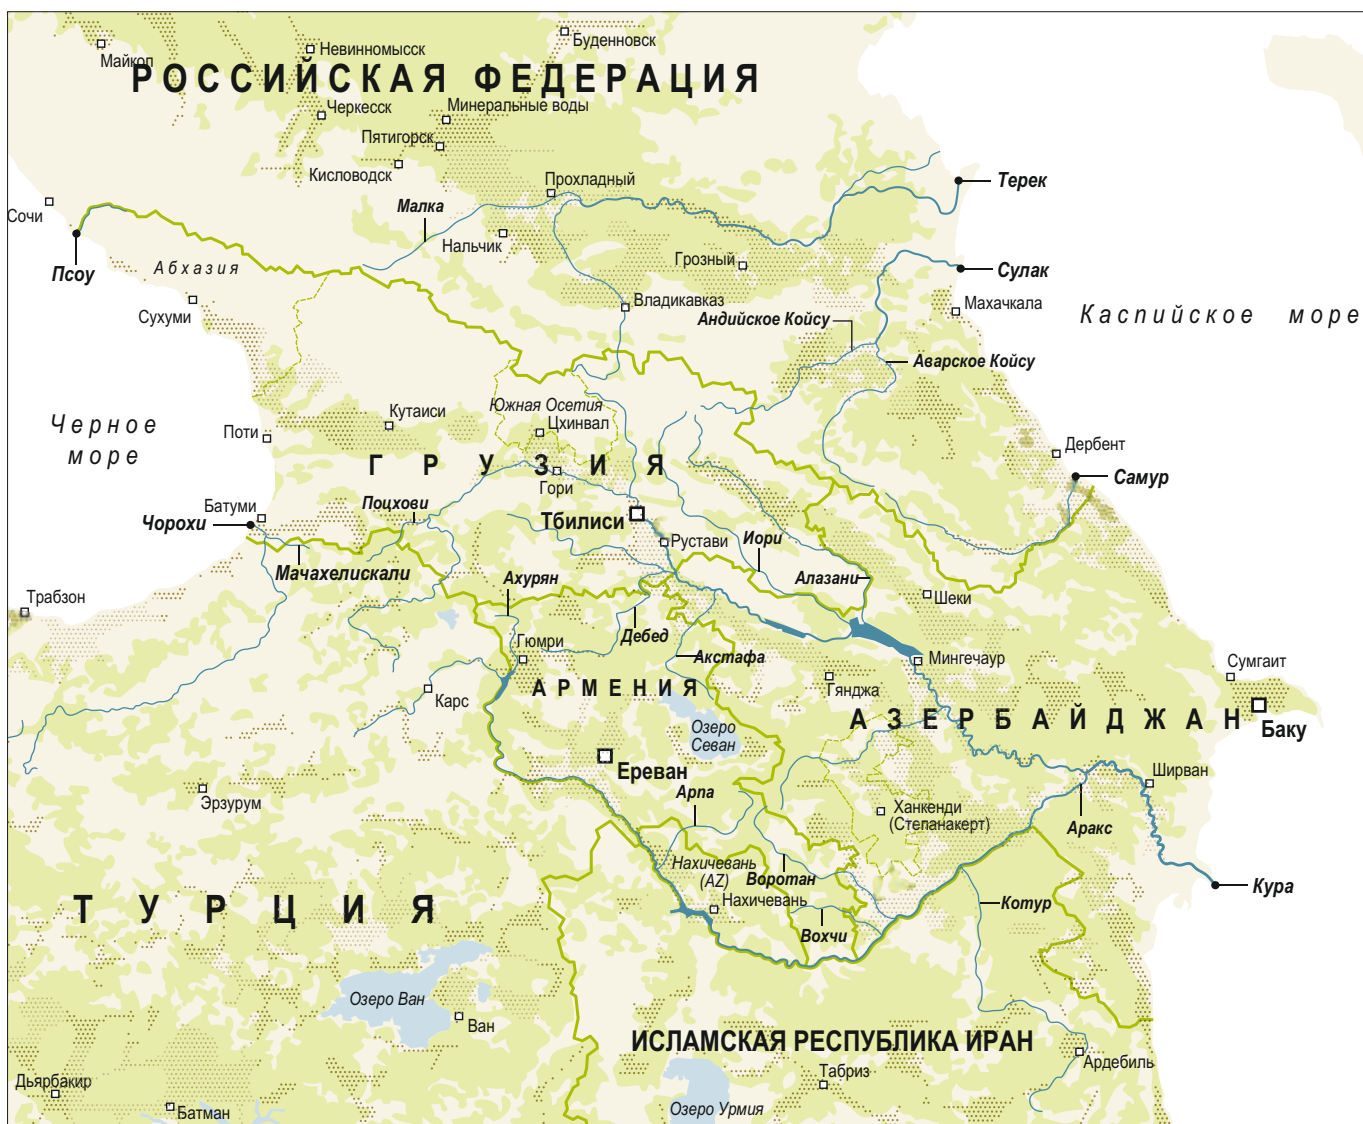 Буденновск
Невинномысск
Майкоп
РОССИЙСКАЯ ФЕДЕРАЦИЯ
Черкесск
Минеральные воды
Пятигорск
Кисловодск
Прохладный
Терек
Сочи
Малка
Нальчик
Грозный
Абхазия
Псоу
Сулак
Сухуми
Владикавказ
Махачкала
Андийское Койсу
Каспийское море
Аварское Койсу
Черное
море
Кутаиси
Южная Осетия
Цхинвал
Поти
Дербент
ГРУЗИЯ
Гори
Самур
Батуми
Поцхови
Чорохи
Тбилиси
Рустави
Иори
Мачахелискали
Ахурян
Алазани
Трабзон
Шеки
Дебед
Гюмри
Акстафа
Мингечаур
Сумгаит
АРМЕНИЯ
Гянджа
Карс
Озеро
Севан
АЗЕРБАЙДЖАН
Баку
Ереван
Ширван
Эрзурум
Арпа
Ханкенди
(Степанакерт)
Аракс
Нахичевань
(AZ)
Воротан
Кура
ТУРЦИЯ
Нахичевань
Котур
Вохчи
Озеро Ван
Ван
ИСЛАМСКАЯ РЕСПУБЛИКА ИРАН
Ардебиль
Табриз
Дьярбакир
Батман
Озеро Урмия